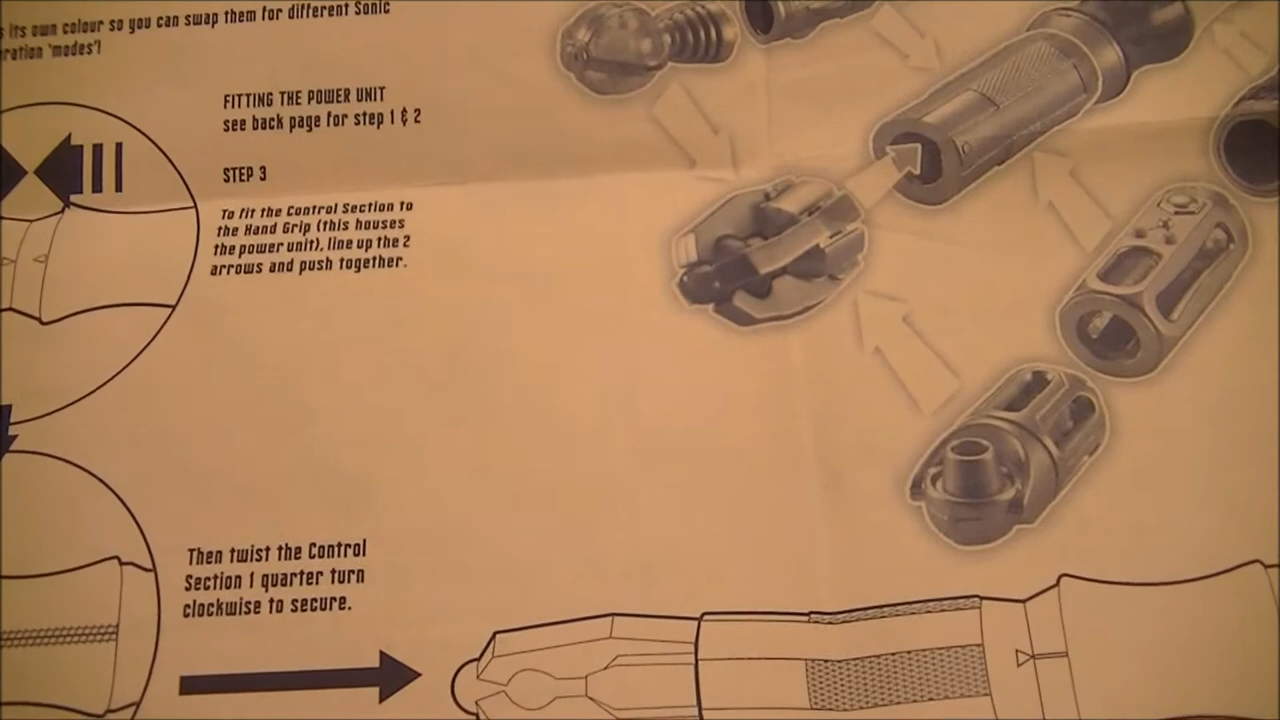 its own colour so you can swap them for different Sonic
'modes'!
FITTING THE POWER UNIT
see back page for step 1 & 2
STEP 3
To fit the Control Section to
the Hand Grip (this houses
the power unit), line up the 2
arrows and push together.
Then twist the Control
Section 1 quarter turn
clockwise to secure.